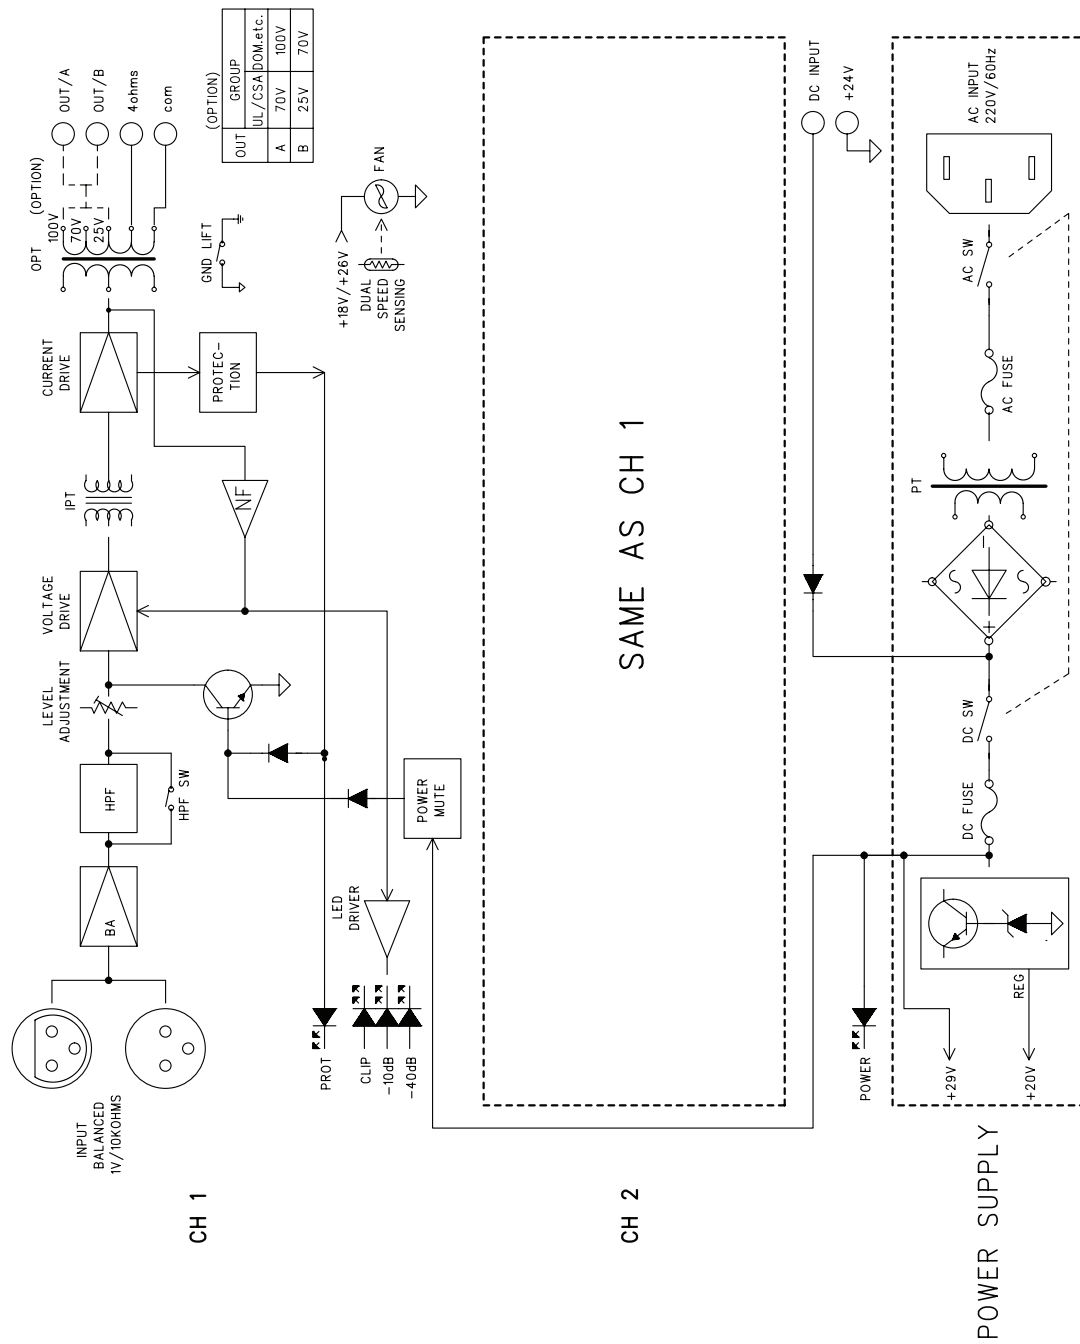 INPUT
BALANCED
1V/10KOHMS
BA
HPF
HPF SW
LEVEL
ADJUSTMENT
VOLTAGE
DRIVE
IPT
CURRENT
DRIVE
OPT
(OPTION)
100V
70V
25V
OUT/A
OUT/B
4ohms
com
PROTEC-
TION
NF
GND LIFT
(OPTION)
OUT GROUP
UL/CSA DOM.etc.
A 70V 100V
B 25V 70V
+18V/+26V
FAN
DUAL
SPEED
SENSING
POWER
MUTE
LED
DRIVER
PROT
CLIP
-10dB
-40dB
CH 1
SAME AS CH 1
CH 2
DC INPUT
+24V
AC INPUT
220V/60Hz
AC SW
AC FUSE
PT
-
+
DC SW
DC FUSE
REG
POWER
+29V
+20V
POWER SUPPLY